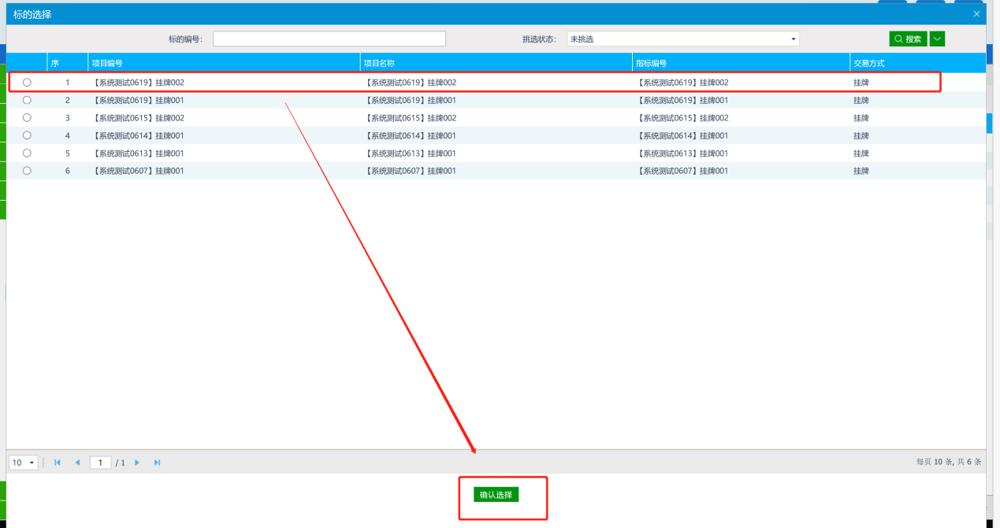 标的选择
标的编号: 挑选状态: 未挑选 搜索
序 项目编号 项目名称 指标编号 交易方式
1 【系统测试0619】挂牌002 【系统测试0619】挂牌002 【系统测试0619】挂牌002 挂牌
2 【系统测试0619】挂牌001 【系统测试0619】挂牌001 【系统测试0619】挂牌001 挂牌
3 【系统测试0615】挂牌002 【系统测试0615】挂牌002 【系统测试0615】挂牌002 挂牌
4 【系统测试0614】挂牌001 【系统测试0614】挂牌001 【系统测试0614】挂牌001 挂牌
5 【系统测试0613】挂牌001 【系统测试0613】挂牌001 【系统测试0613】挂牌001 挂牌
6 【系统测试0607】挂牌001 【系统测试0607】挂牌001 【系统测试0607】挂牌001 挂牌
10 1 / 1 每页 10 条, 共 6 条
确认选择